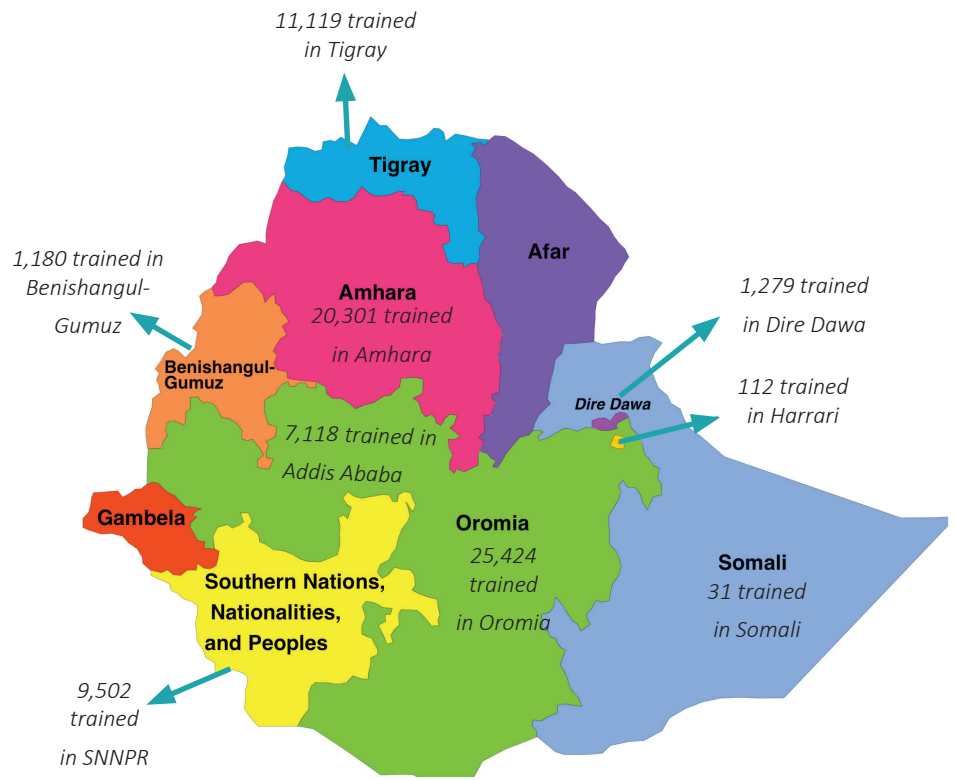 11,119 trained
in Tigray
Tigray
Afar
1,180 trained in
Benishangul-
Gumuz
Amhara
20,301 trained
in Amhara
1,279 trained
in Dire Dawa
Benishangul-
Gumuz
Dire Dawa
112 trained
in Harrari
7,118 trained in
Addis Ababa
Gambela
Oromia
25,424
trained
in Oromia
Somali
31 trained
in Somali
Southern Nations,
Nationalities,
and Peoples
9,502
trained
in SNNPR